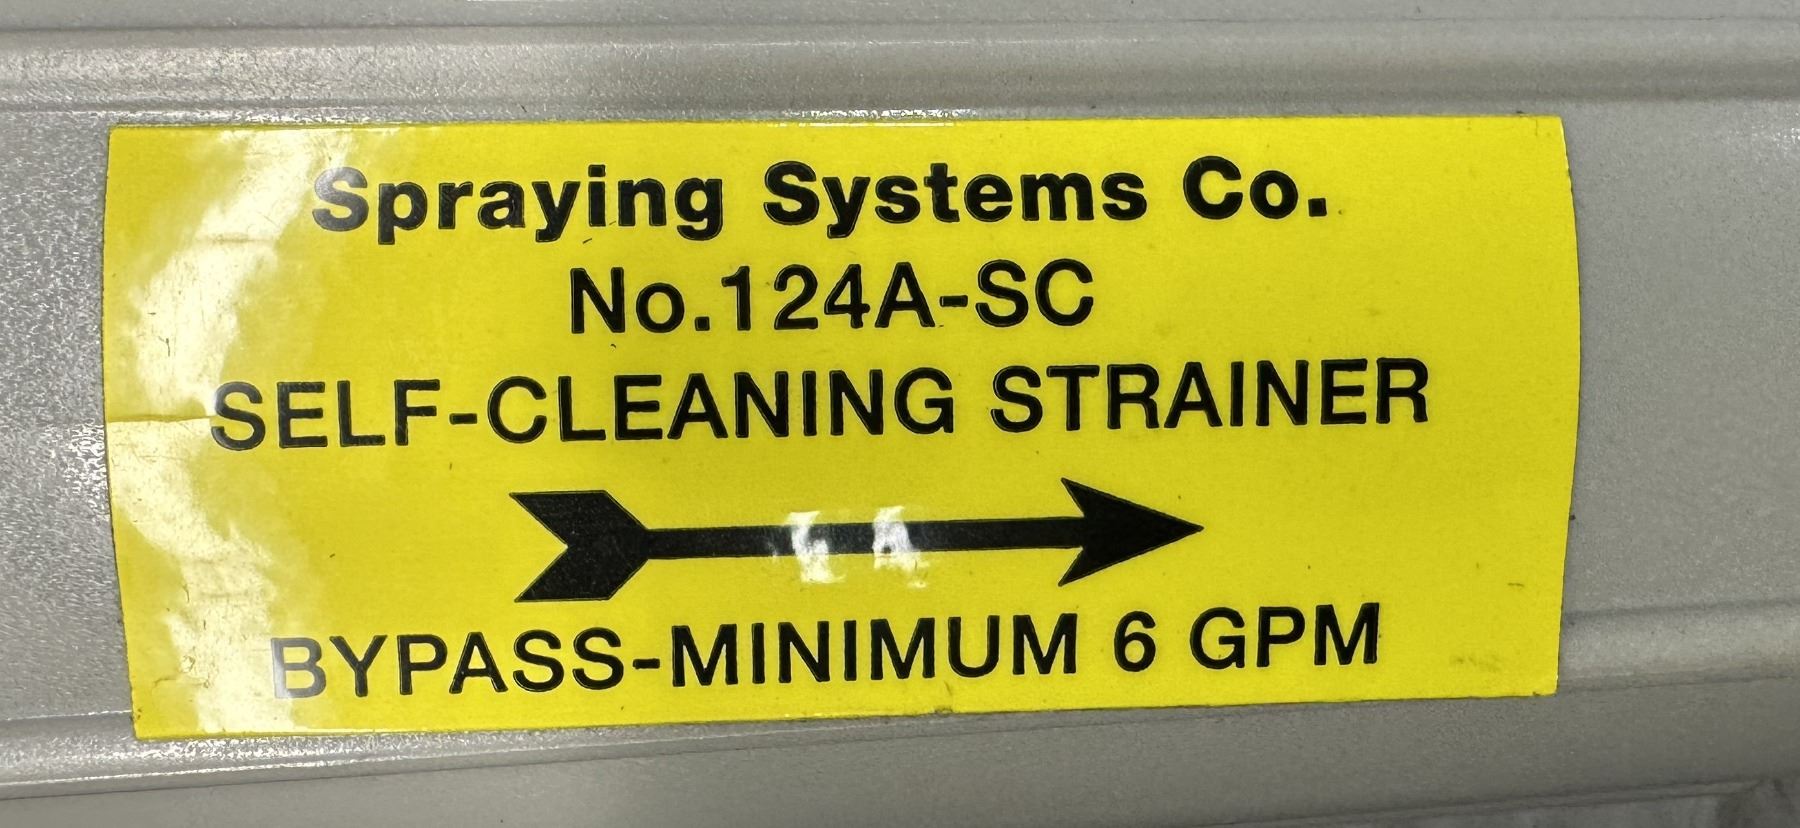 Spraying Systems Co.
No.124A-SC
SELF-CLEANING STRAINER
BYPASS-MINIMUM 6 GPM